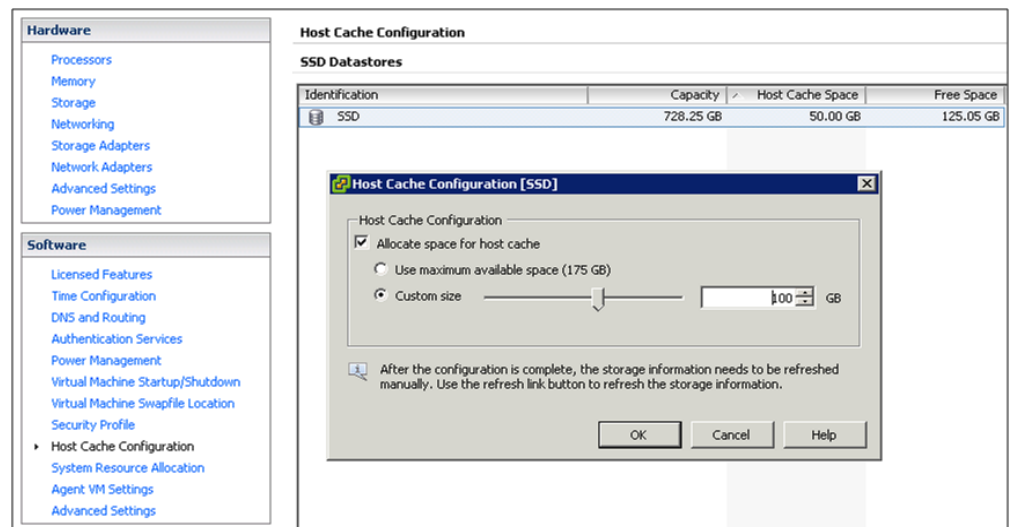 Hardware
Processors
Memory
Storage
Networking
Storage Adapters
Network Adapters
Advanced Settings
Power Management
Software
Licensed Features
Time Configuration
DNS and Routing
Authentication Services
Power Management
Virtual Machine Startup/Shutdown
Virtual Machine Swapfile Location
Security Profile
Host Cache Configuration
System Resource Allocation
Agent VM Settings
Advanced Settings
Host Cache Configuration
SSD Datastores
Identification Capacity Host Cache Space Free Space
SSD 728.25 GB 50.00 GB 125.05 GB
Host Cache Configuration [SSD]
Host Cache Configuration
Allocate space for host cache
Use maximum available space (175 GB)
Custom size 100 GB
After the configuration is complete, the storage information needs to be refreshed
manually. Use the refresh link button to refresh the storage information.
OK Cancel Help